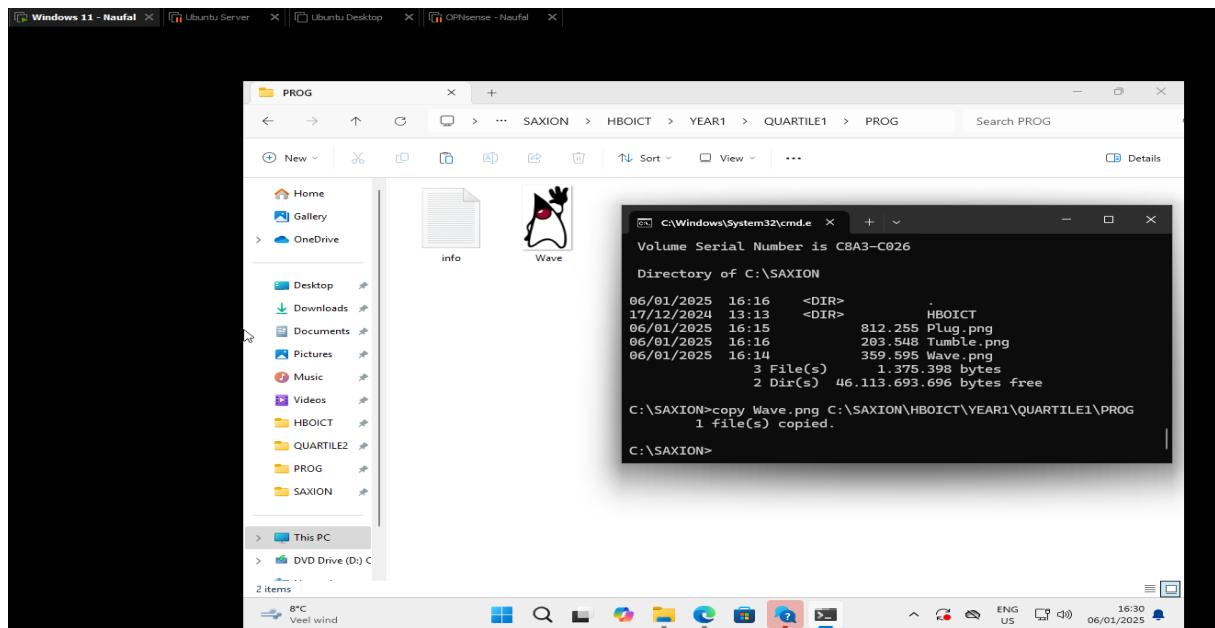 Windows 11 - Naufal
Ubuntu Server
Ubuntu Desktop
OPNsense - Naufal
PROG
SAXION > HBOICT > YEAR1 > QUARTILE1 > PROG
Search PROG
New
Sort
View
Details
Home
Gallery
OneDrive
Desktop
Downloads
Documents
Pictures
Music
Videos
HBOICT
QUARTILE2
PROG
SAXION
This PC
DVD Drive (D:) C
2 items
info
Wave
C:\Windows\System32\cmd.e
Volume Serial Number is C8A3-C026
Directory of C:\SAXION
06/01/2025 16:16 <DIR> .
17/12/2024 13:13 <DIR> HBOICT
06/01/2025 16:15 812.255 Plug.png
06/01/2025 16:16 203.548 Tumble.png
06/01/2025 16:14 359.595 Wave.png
3 File(s) 1.375.398 bytes
2 Dir(s) 46.113.693.696 bytes free
C:\SAXION>copy Wave.png C:\SAXION\HBOICT\YEAR1\QUARTILE1\PROG
1 file(s) copied.
C:\SAXION>
8°C
Veel wind
ENG
US
16:30
06/01/2025